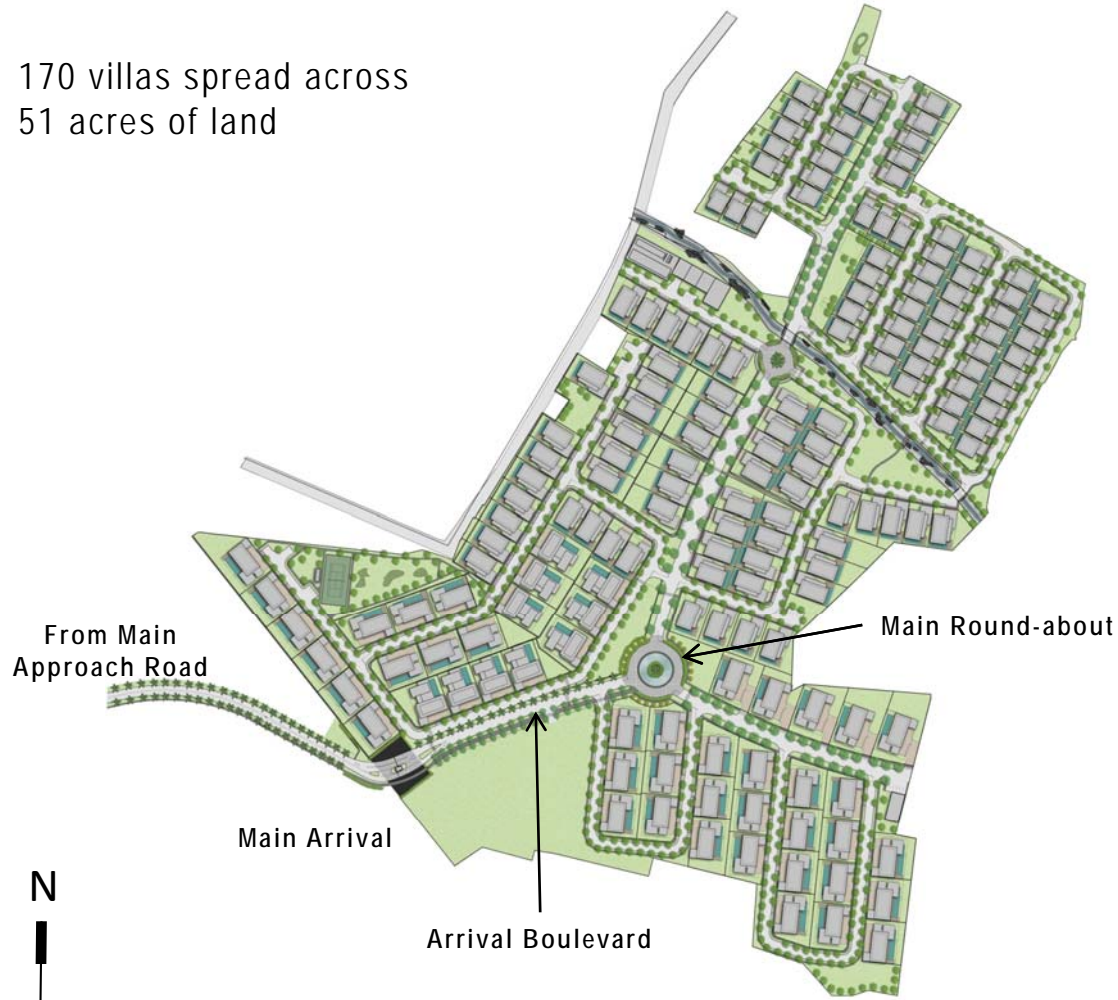 170 villas spread across
51 acres of land
From Main
Approach Road
Main Round-about
Main Arrival
Arrival Boulevard
N